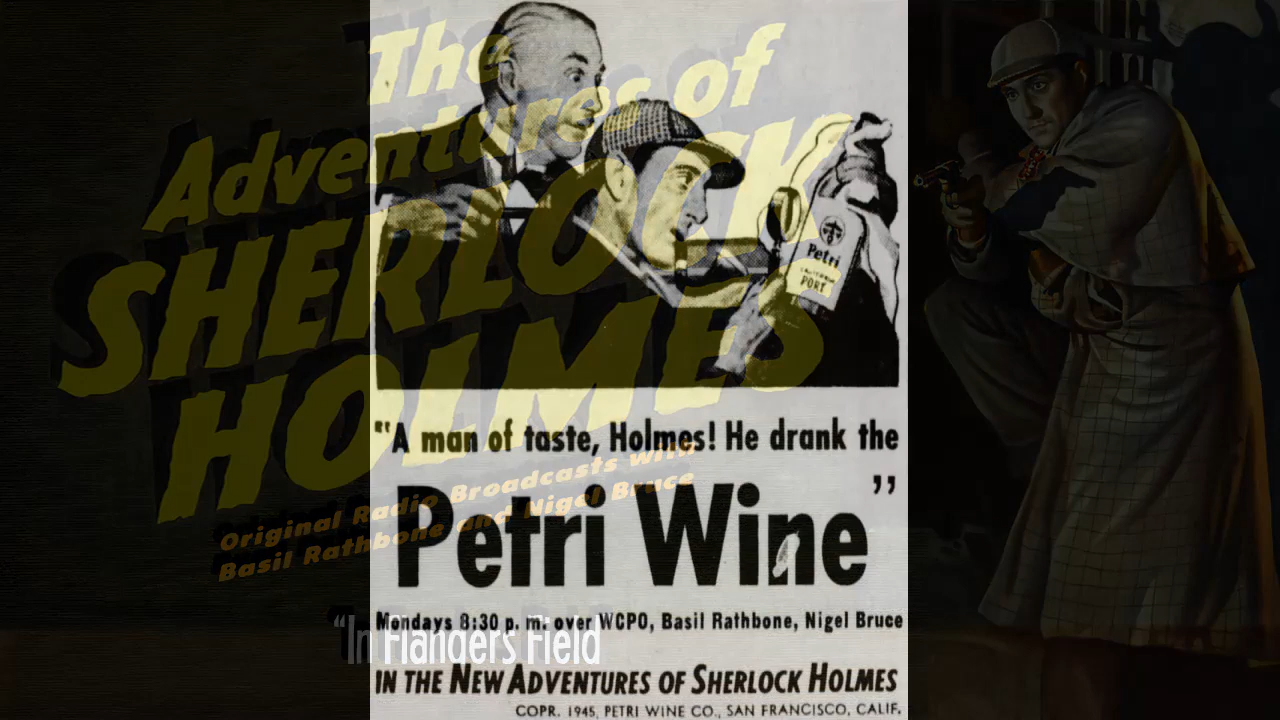 The
Adventures of
SHERLOCK
HOLMES
Original Radio Broadcasts with
Basil Rathbone and Nigel Bruce
"In Flanders Field
Petri
CALIFORNIA
PORT
"A man of taste, Holmes! He drank the
Petri Wine"
Mondays 8:30 p. m. over WCPO, Basil Rathbone, Nigel Bruce
IN THE NEW ADVENTURES OF SHERLOCK HOLMES
COPR. 1945, PETRI WINE CO., SAN FRANCISCO, CALIF.